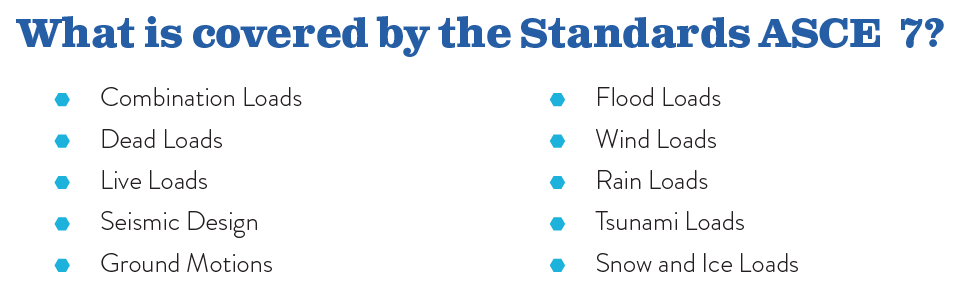 What is covered by the Standards ASCE 7?
Combination Loads
Dead Loads
Live Loads
Seismic Design
Ground Motions
Flood Loads
Wind Loads
Rain Loads
Tsunami Loads
Snow and Ice Loads